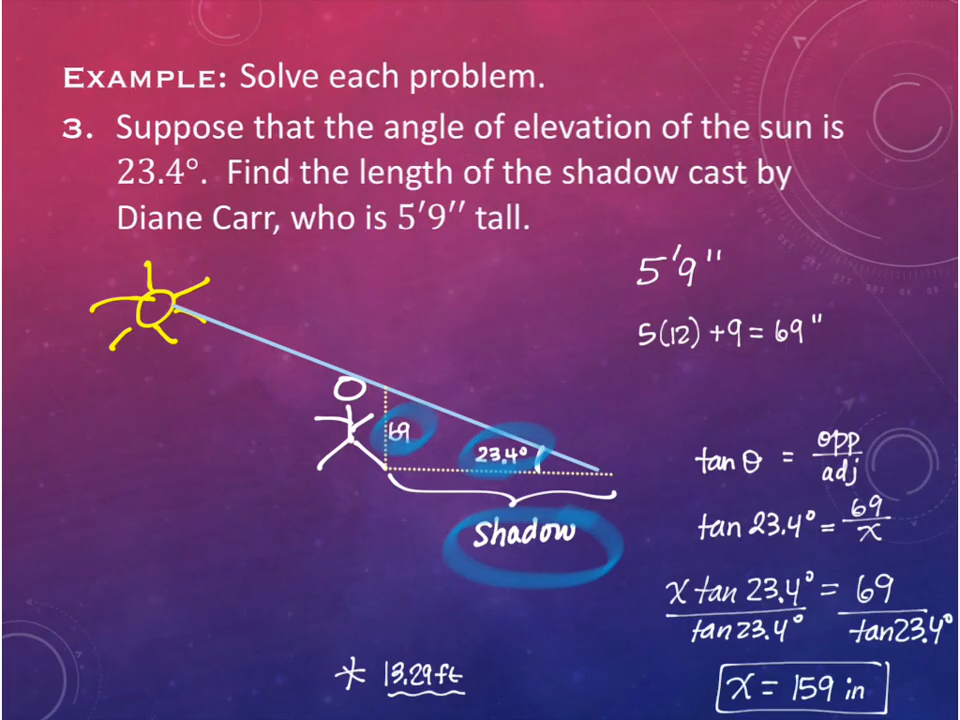 EXAMPLE: Solve each problem.
3. Suppose that the angle of elevation of the sun is
23.4°. Find the length of the shadow cast by
Diane Carr, who is 5′9″ tall.
5'9"
5(12) + 9 = 69"
69
23.4°
Shadow
tan θ = opp/adj
tan 23.4° = 69/x
x tan 23.4°/tan 23.4° = 69/tan 23.4°
x = 159 in
* 13.29 ft